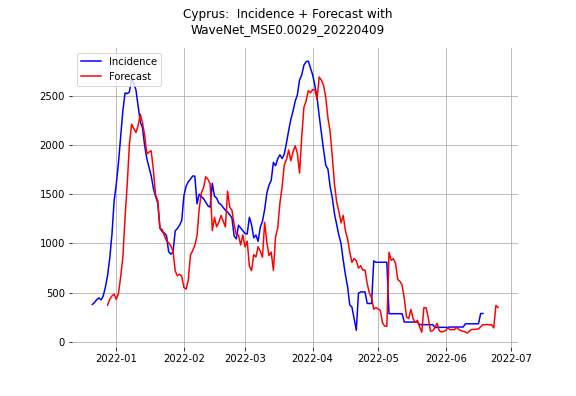 Cyprus:  Incidence + Forecast with
WaveNet_MSE0.0029_20220409
Incidence
Forecast
2500
2000
1500
1000
500
0
2022-01 2022-02 2022-03 2022-04 2022-05 2022-06 2022-07